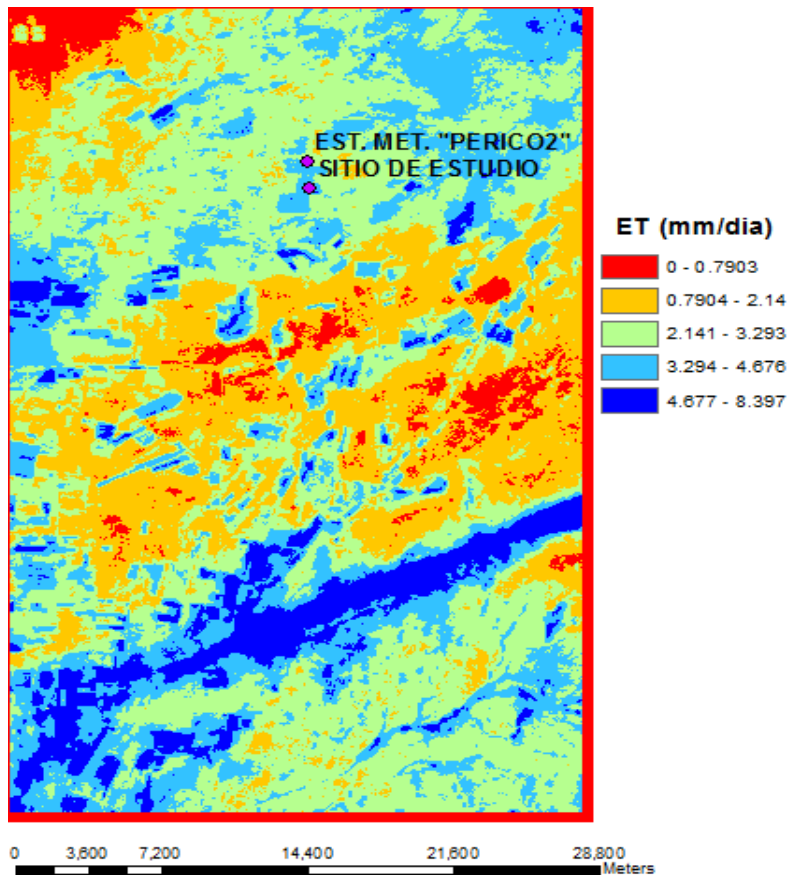 EST. MET. "PERICO2"
SITIO DE ESTUDIO
ET (mm/dia)
0 - 0.7903
0.7904 - 2.14
2.141 - 3.293
3.294 - 4.676
4.677 - 8.397
0 3,600 7,200 14,400 21,600 28,800
Meters